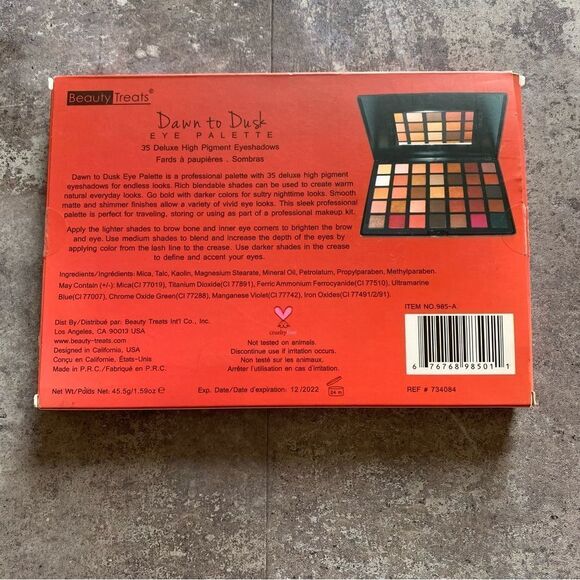 Beauty Treats®
Dawn to Dusk
EYE PALETTE
35 Deluxe High Pigment Eyeshadows
Fards à paupières . Sombras
Dawn to Dusk Eye Palette is a professional palette with 35 deluxe high pigment
eyeshadows for endless looks. Rich blendable shades can be used to create warm
natural everyday looks. Go bold with darker colors for sultry nighttime looks. Smooth
matte and shimmer finishes allow a variety of vivid eye looks. This sleek professional
palette is perfect for traveling, storing or using as part of a professional makeup kit.
Apply the lighter shades to brow bone and inner eye corners to brighten the brow
and eye. Use medium shades to blend and increase the depth of the eyes by
applying color from the lash line to the crease. Use darker shades in the crease
to define and accent your eyes.
Ingredients/Ingrédients: Mica, Talc, Kaolin, Magnesium Stearate, Mineral Oil, Petrolatum, Propylparaben, Methylparaben.
May Contain (+/-): Mica(CI 77019), Titanium Dioxide(CI 77891), Ferric Ammonium Ferrocyanide(CI 77510), Ultramarine
Blue(CI 77007), Chrome Oxide Green(CI 77288), Manganese Violet(CI 77742), Iron Oxides(CI 77491/2/91).
Dist By/Distribué par: Beauty Treats Int'l Co., Inc.
Los Angeles, CA 90013 USA
www.beauty-treats.com
Designed in California, USA
Conçu en Californie, États-Unis
Made in P.R.C./Fabriqué en P.R.C.
Net Wt/Poids Net: 45.5g/1.59oz e
crueltyfree
Not tested on animals.
Discontinue use if irritation occurs.
Non testé sur les animaux.
Arrêter l'utilisation en cas d'irritation.
Exp. Date/Date d'expiration: 12/2022
24 m
ITEM NO.985-A
6 76768 98501 1
REF # 734084